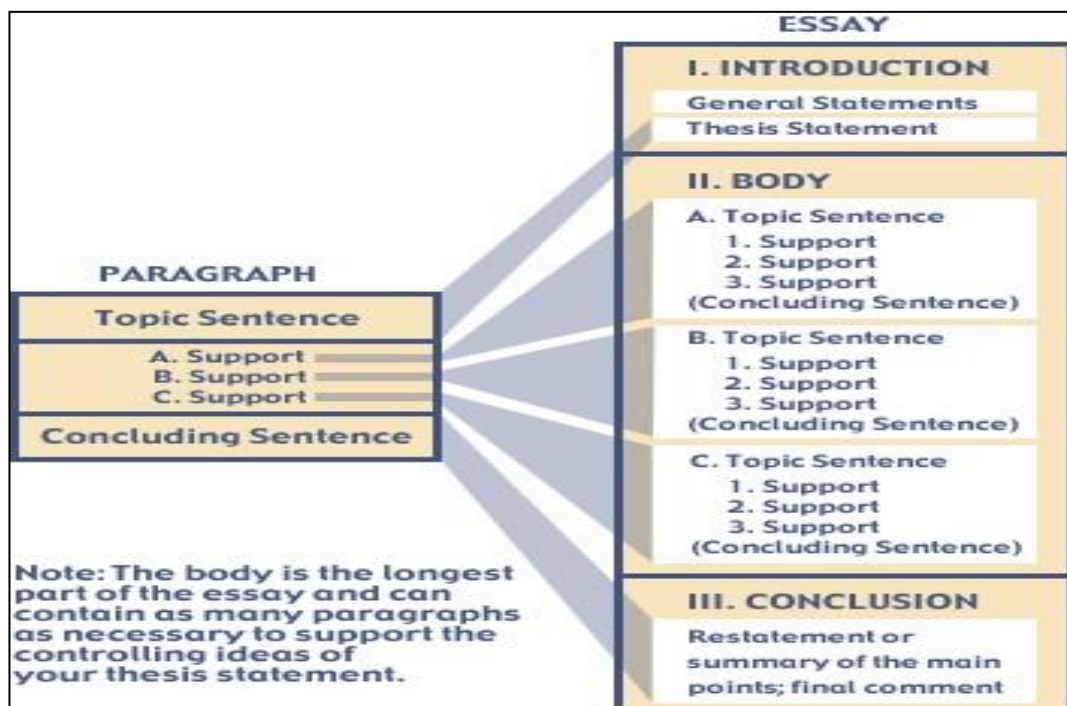 ESSAY
I. INTRODUCTION
General Statements
Thesis Statement
II. BODY
A. Topic Sentence
1. Support
2. Support
3. Support
(Concluding Sentence)
B. Topic Sentence
1. Support
2. Support
3. Support
(Concluding Sentence)
C. Topic Sentence
1. Support
2. Support
3. Support
(Concluding Sentence)
III. CONCLUSION
Restatement or
summary of the main
points; final comment
PARAGRAPH
Topic Sentence
A. Support
B. Support
C. Support
Concluding Sentence
Note: The body is the longest
part of the essay and can
contain as many paragraphs
as necessary to support the
controlling ideas of
your thesis statement.